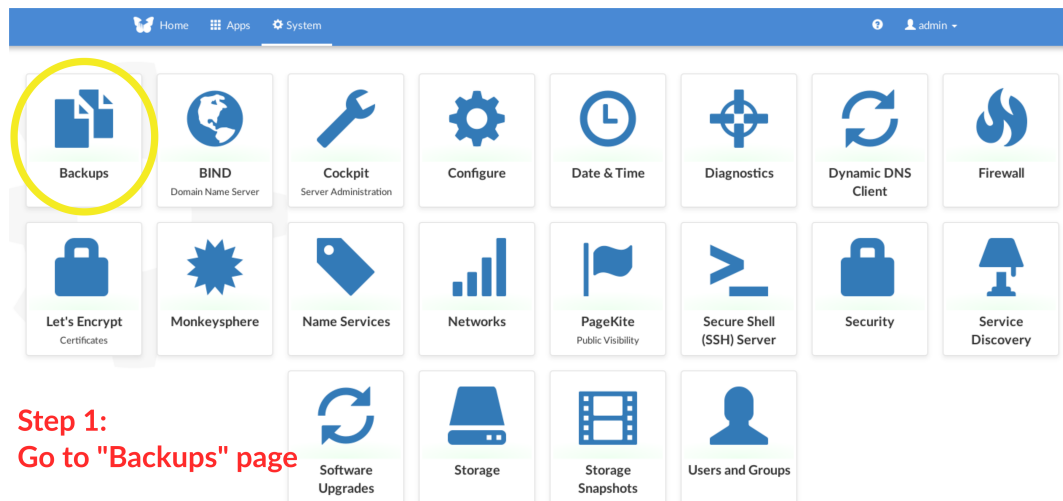 Home Apps System admin
Backups BIND Cockpit Configure Date & Time Diagnostics Dynamic DNS Firewall
Domain Name Server Server Administration Client
Let's Encrypt Monkeysphere Name Services Networks PageKite Secure Shell Security Service
Certificates Public Visibility (SSH) Server Discovery
Step 1:
Go to "Backups" page
Software Storage Storage Users and Groups
Upgrades Snapshots